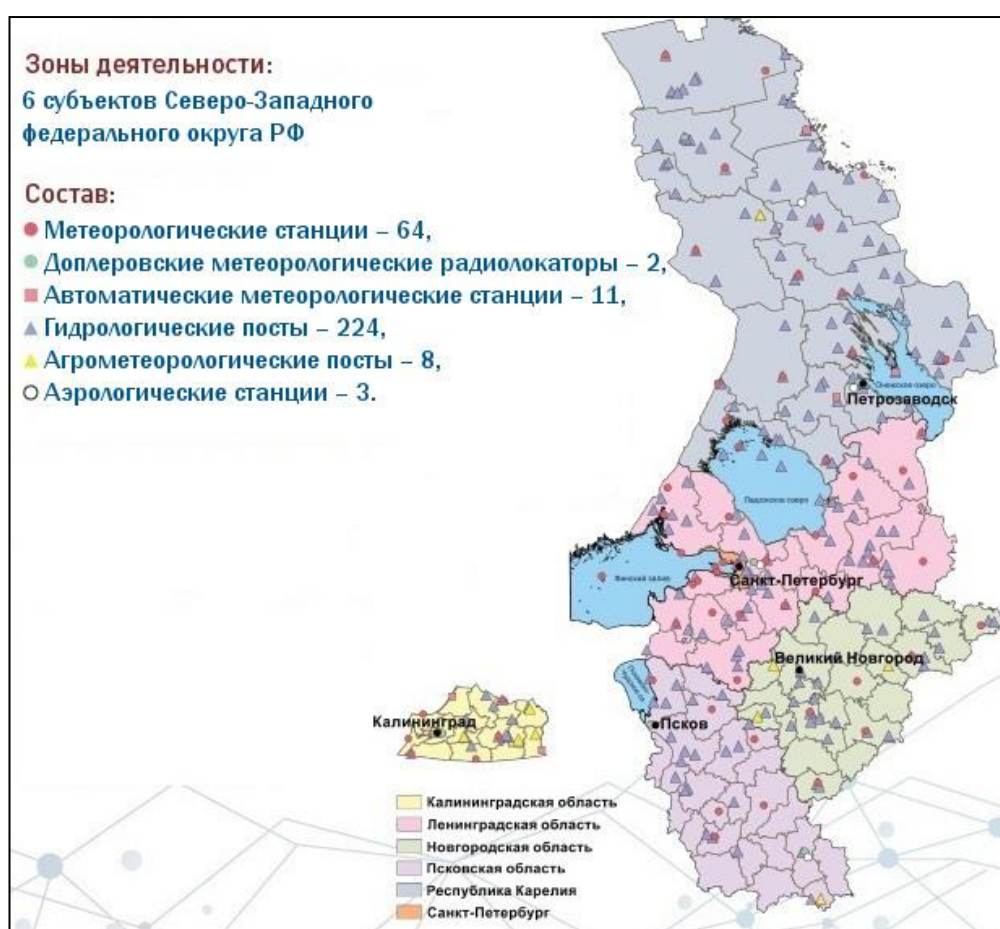 Зоны деятельности:
6 субъектов Северо-Западного
федерального округа РФ
Состав:
Метеорологические станции – 64,
Доплеровские метеорологические радиолокаторы – 2,
Автоматические метеорологические станции – 11,
Гидрологические посты – 224,
Агрометеорологические посты – 8,
Аэрологические станции – 3.
Онежское озеро
Петрозаводск
Ладожское озеро
Финский залив
Санкт-Петербург
Великий Новгород
Псков
Калининград
Калининградская область
Ленинградская область
Новгородская область
Псковская область
Республика Карелия
Санкт-Петербург